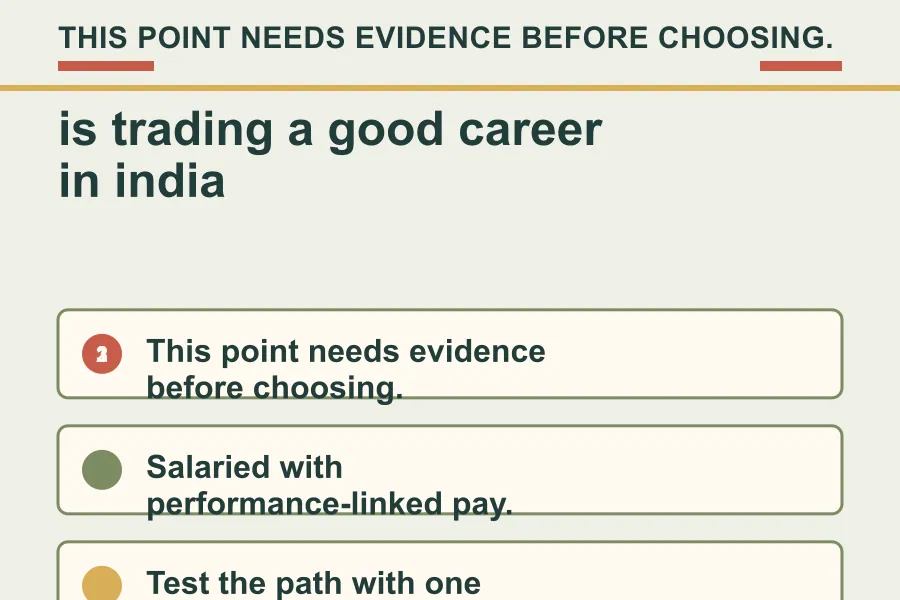 THIS POINT NEEDS EVIDENCE BEFORE CHOOSING.
is trading a good career
in india
This point needs evidence
before choosing.
Salaried with
performance-linked pay.
Test the path with one